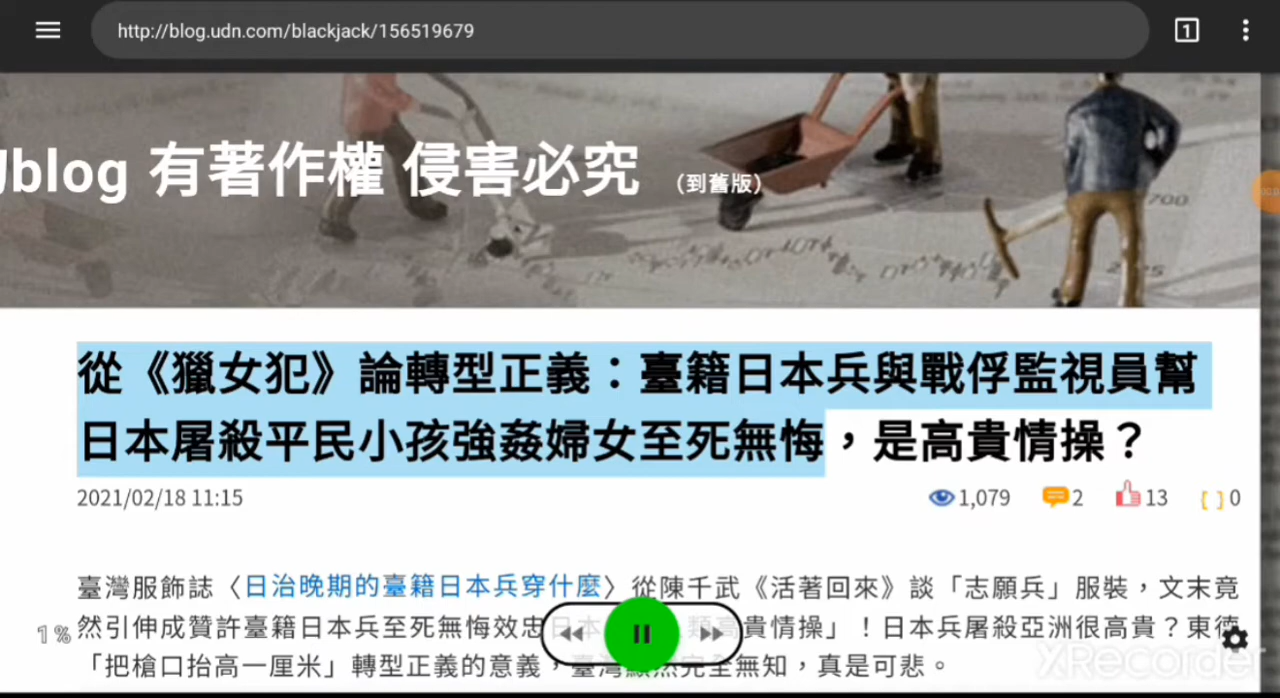 http://blog.udn.com/blackjack/156519679
1
blog 有著作權 侵害必究 （到舊版）
從《獵女犯》論轉型正義：臺籍日本兵與戰俘監視員幫
日本屠殺平民小孩強姦婦女至死無悔，是高貴情操？
2021/02/18 11:15
1,079 2 13 0
臺灣服飾誌〈日治晚期的臺籍日本兵穿什麼〉從陳千武《活著回來》談「志願兵」服裝，文末竟
1%
然引伸成贊許臺籍日本兵至死無悔效忠日本 高貴情操」！日本兵屠殺亞洲很高貴？東德
「把槍口抬高一厘米」轉型正義的意義，臺灣顯然完全無知，真是可悲。
XRecorder